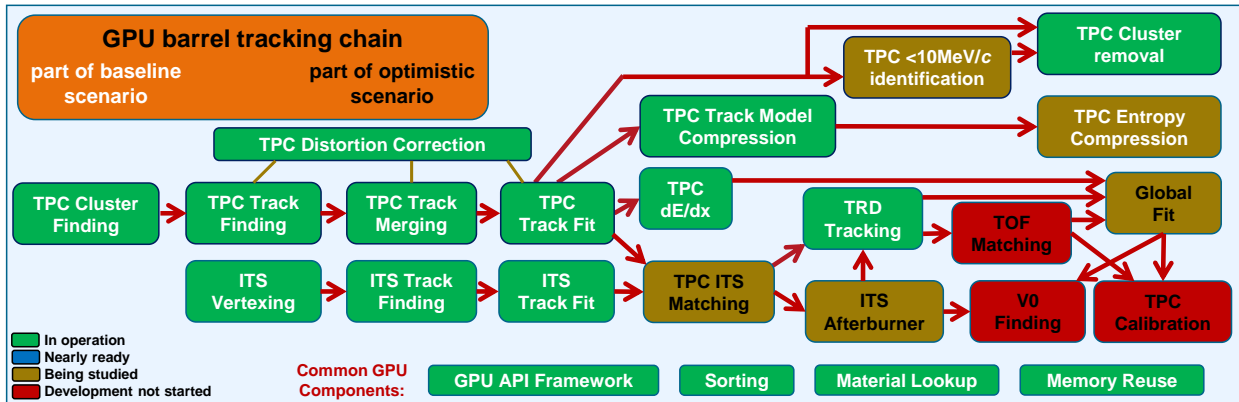 GPU barrel tracking chain
part of baseline
scenario
part of optimistic
scenario
TPC <10MeV/c
identification
TPC Cluster
removal
TPC Track Model
Compression
TPC Entropy
Compression
TPC Distortion Correction
TPC Cluster
Finding
TPC Track
Finding
TPC Track
Merging
TPC
Track Fit
TPC
dE/dx
TRD
Tracking
TOF
Matching
Global
Fit
ITS
Vertexing
ITS Track
Finding
ITS
Track Fit
TPC ITS
Matching
ITS
Afterburner
V0
Finding
TPC
Calibration
In operation
Nearly ready
Being studied
Development not started
Common GPU
Components:
GPU API Framework
Sorting
Material Lookup
Memory Reuse